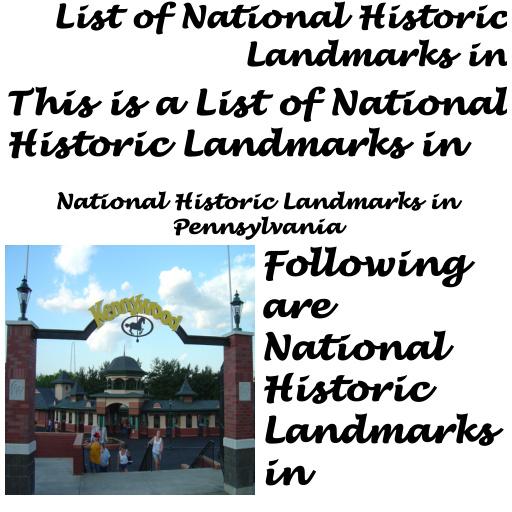 List of National Historic
Landmarks in
This is a List of National
Historic Landmarks in
National Historic Landmarks in
Pennsylvania
Kennywood
Following
are
National
Historic
Landmarks
in